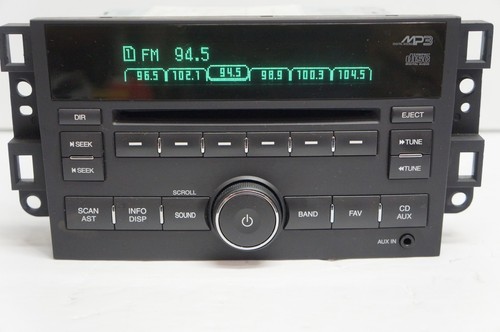 1 FM 94.5
MP3
96.5 102.1 94.5 98.9 100.3 104.5
DIR
EJECT
SEEK
TUNE
SEEK
TUNE
SCROLL
SCAN AST
INFO DISP
SOUND
BAND
FAV
CD AUX
AUX IN